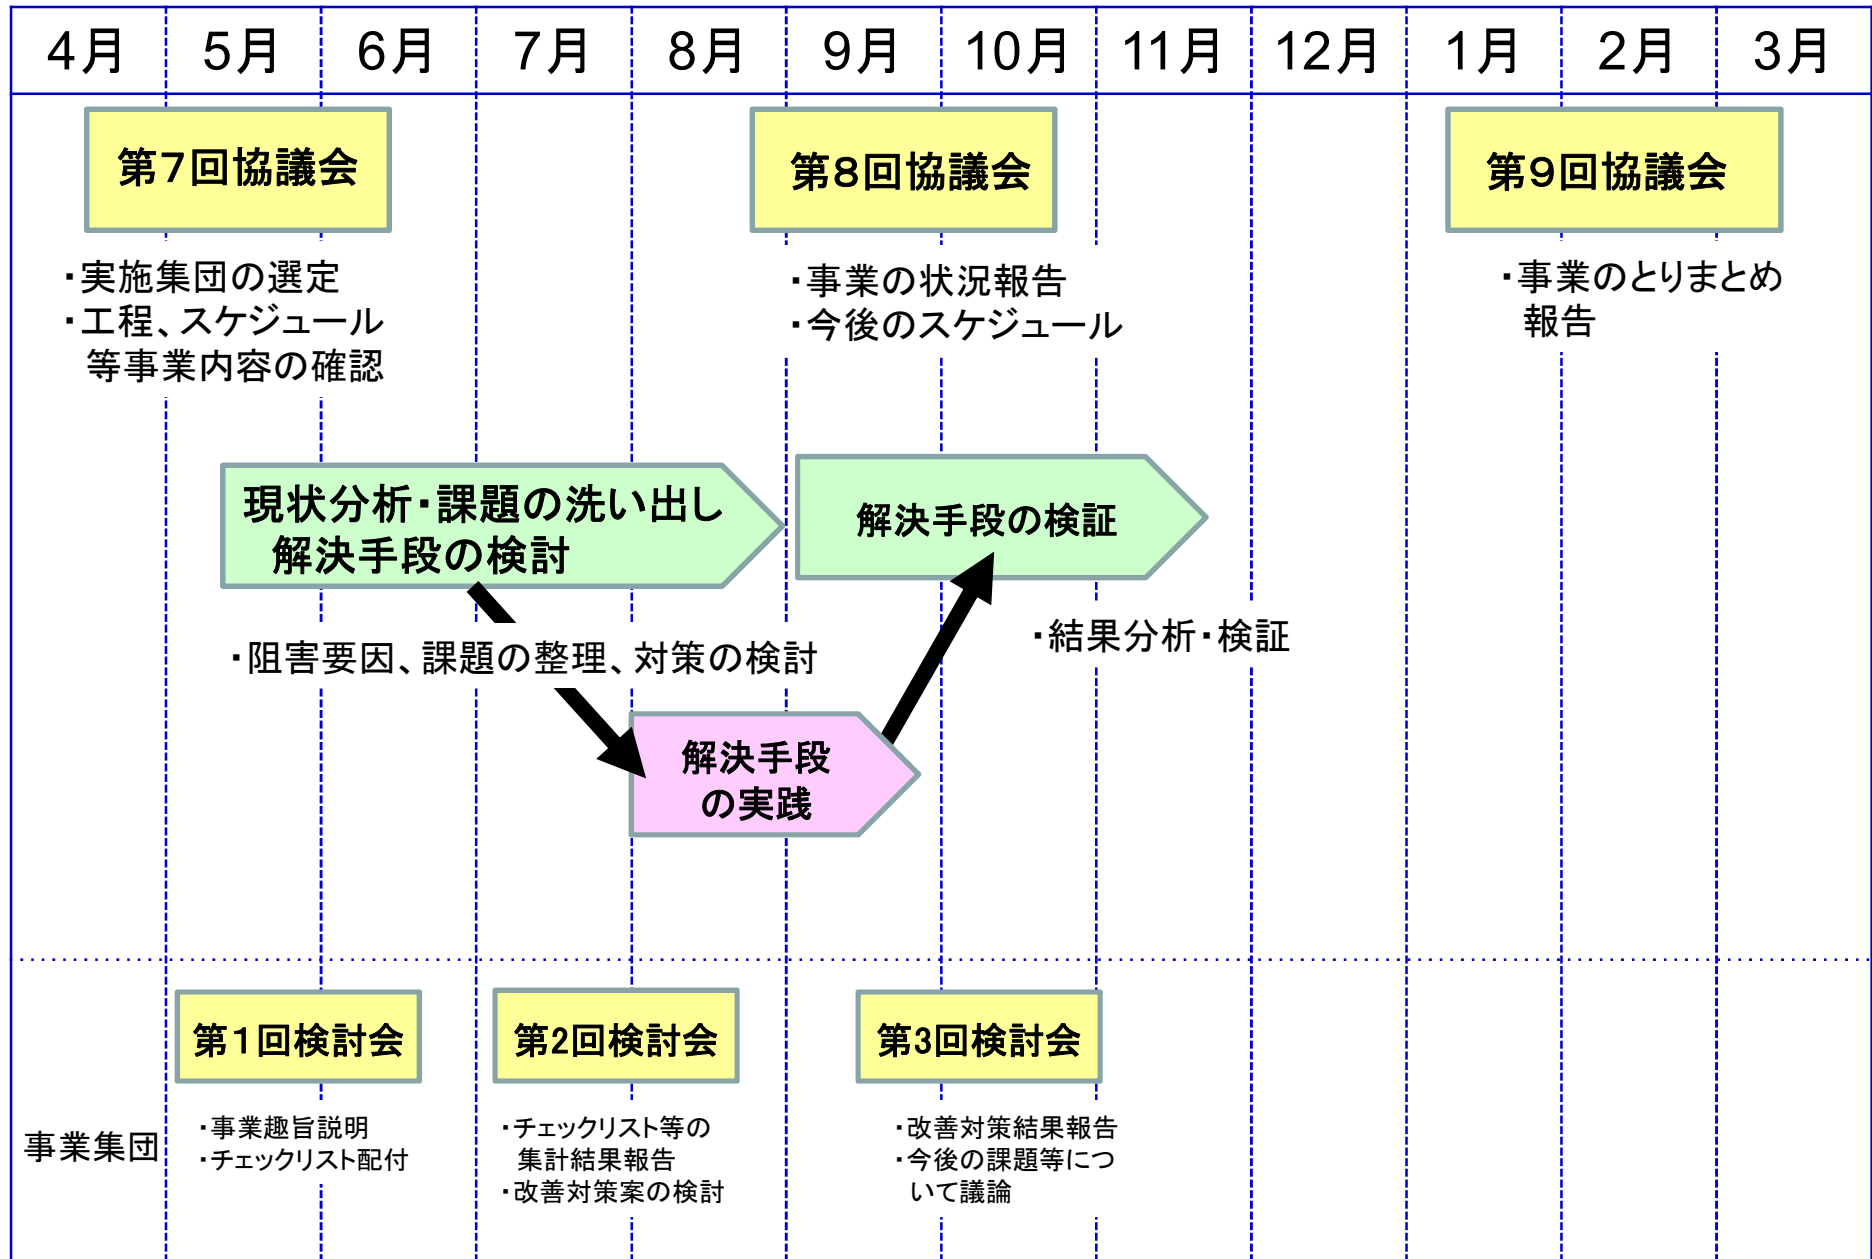 4月 5月 6月 7月 8月 9月 10月 11月 12月 1月 2月 3月
第7回協議会
・実施集団の選定
・工程、スケジュール
等事業内容の確認
第8回協議会
・事業の状況報告
・今後のスケジュール
第9回協議会
・事業のとりまとめ
報告
現状分析・課題の洗い出し
解決手段の検討
解決手段の検証
・阻害要因、課題の整理、対策の検討
・結果分析・検証
解決手段
の実践
事業集団
第1回検討会
・事業趣旨説明
・チェックリスト配付
第2回検討会
・チェックリスト等の
集計結果報告
・改善対策案の検討
第3回検討会
・改善対策結果報告
・今後の課題等につ
いて議論